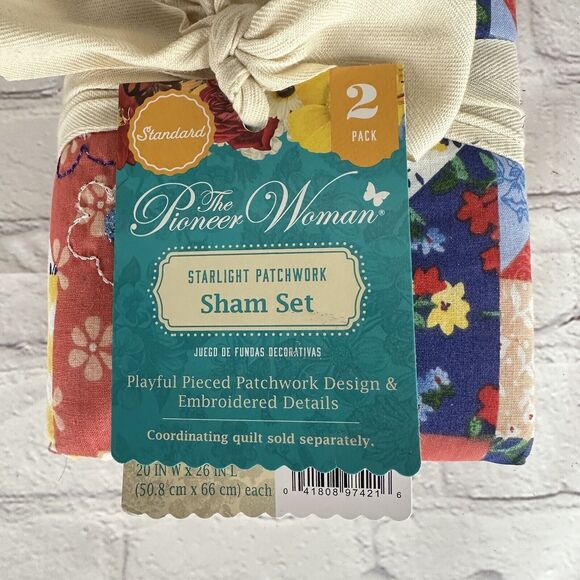 Standard
2
PACK
The
Pioneer Woman®
STARLIGHT PATCHWORK
Sham Set
JUEGO DE FUNDAS DECORATIVAS
Playful Pieced Patchwork Design &
Embroidered Details
Coordinating quilt sold separately.
20 IN W x 26 IN L
(50.8 cm x 66 cm) each
0 41808 97421 6